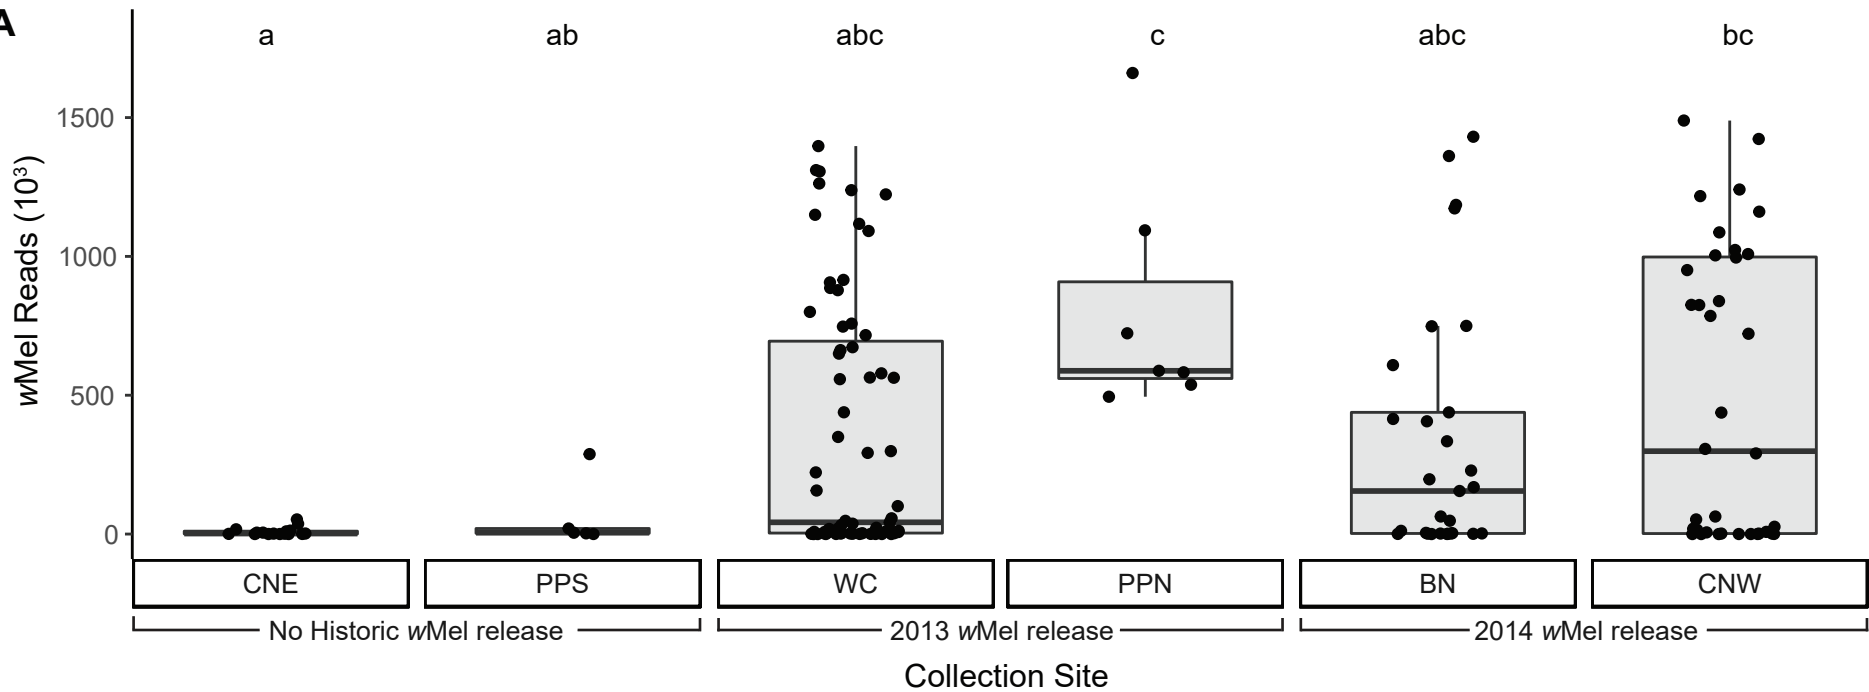 A
a ab abc c abc bc
1500
1000
500
0
wMel Reads (10³)
CNE PPS WC PPN BN CNW
No Historic wMel release 2013 wMel release 2014 wMel release
Collection Site